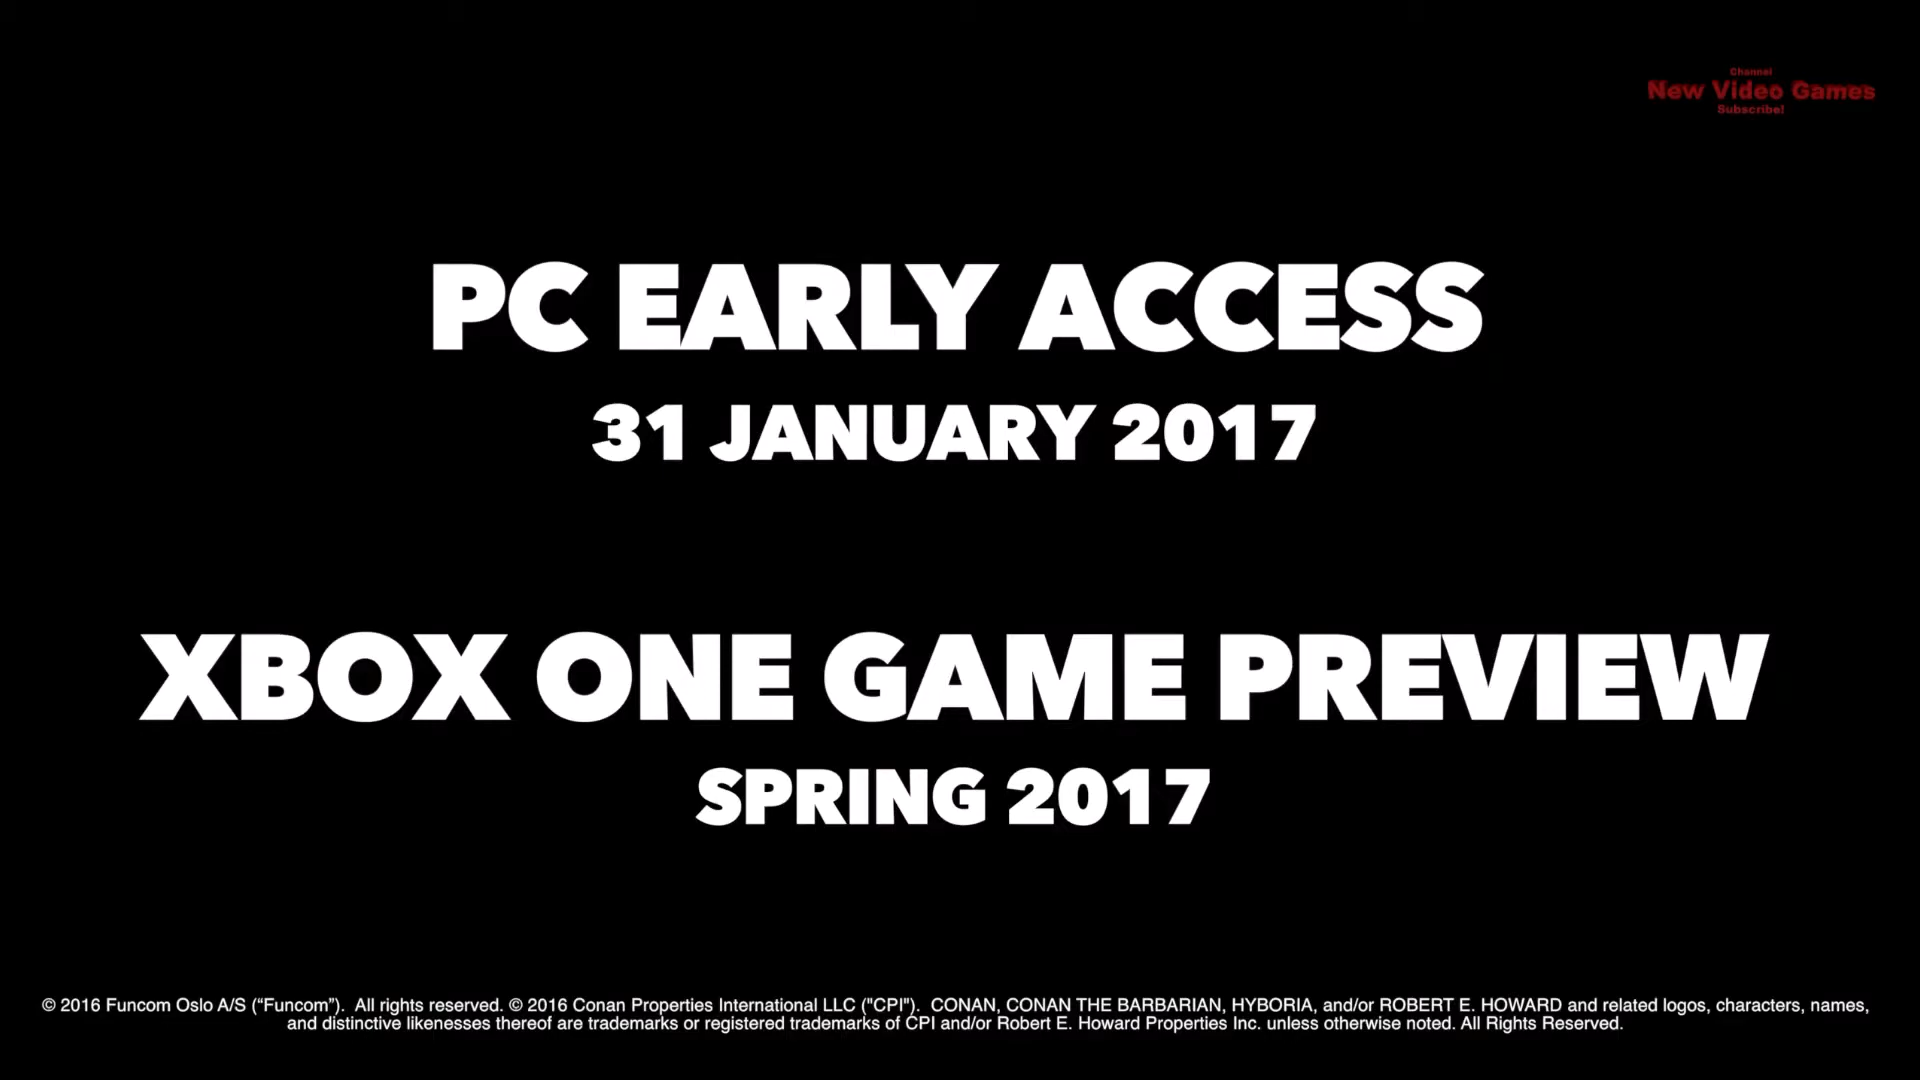 Channel
New Video Games
Subscribe!
PC EARLY ACCESS
31 JANUARY 2017
XBOX ONE GAME PREVIEW
SPRING 2017
© 2016 Funcom Oslo A/S (“Funcom”).  All rights reserved. © 2016 Conan Properties International LLC ("CPI").  CONAN, CONAN THE BARBARIAN, HYBORIA, and/or ROBERT E. HOWARD and related logos, characters, names,
and distinctive likenesses thereof are trademarks or registered trademarks of CPI and/or Robert E. Howard Properties Inc. unless otherwise noted. All Rights Reserved.